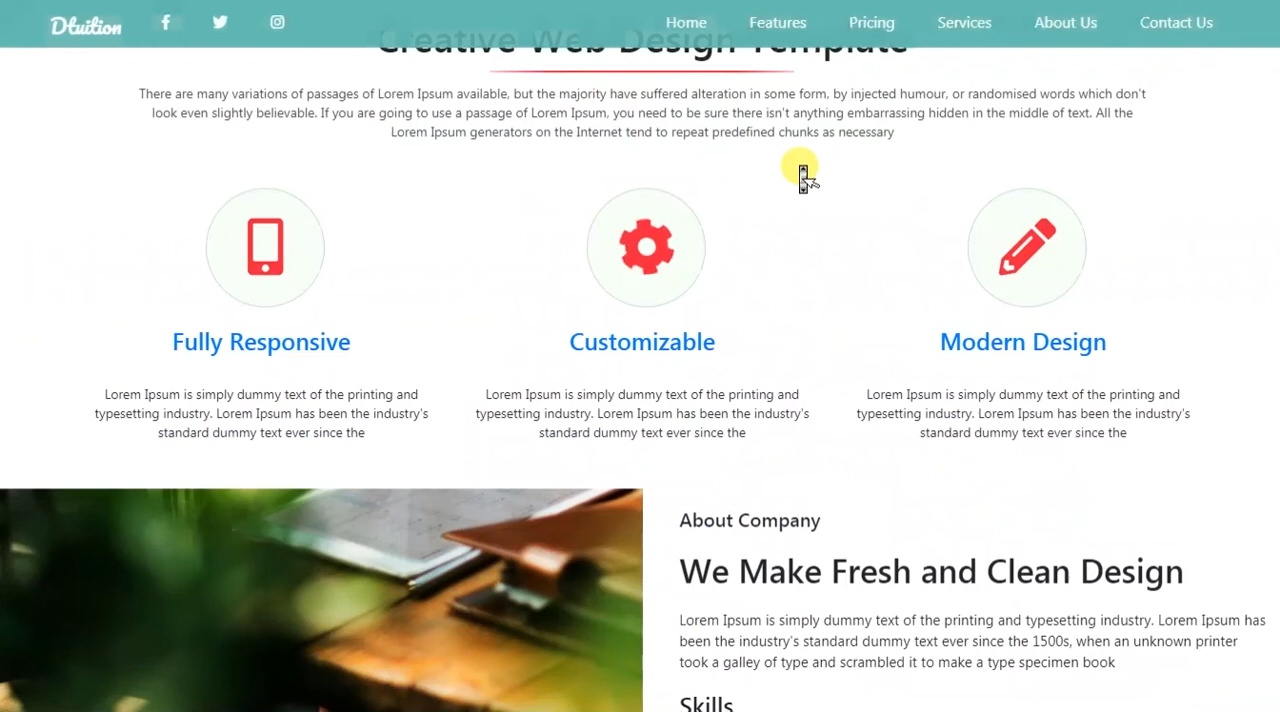 Dtuition Home Features Pricing Services About Us Contact Us
Creative Web Design Template
There are many variations of passages of Lorem Ipsum available, but the majority have suffered alteration in some form, by injected humour, or randomised words which don't
look even slightly believable. If you are going to use a passage of Lorem Ipsum, you need to be sure there isn't anything embarrassing hidden in the middle of text. All the
Lorem Ipsum generators on the Internet tend to repeat predefined chunks as necessary
Fully Responsive
Lorem Ipsum is simply dummy text of the printing and
typesetting industry. Lorem Ipsum has been the industry's
standard dummy text ever since the
Customizable
Lorem Ipsum is simply dummy text of the printing and
typesetting industry. Lorem Ipsum has been the industry's
standard dummy text ever since the
Modern Design
Lorem Ipsum is simply dummy text of the printing and
typesetting industry. Lorem Ipsum has been the industry's
standard dummy text ever since the
About Company
We Make Fresh and Clean Design
Lorem Ipsum is simply dummy text of the printing and typesetting industry. Lorem Ipsum has
been the industry's standard dummy text ever since the 1500s, when an unknown printer
took a galley of type and scrambled it to make a type specimen book
Skills